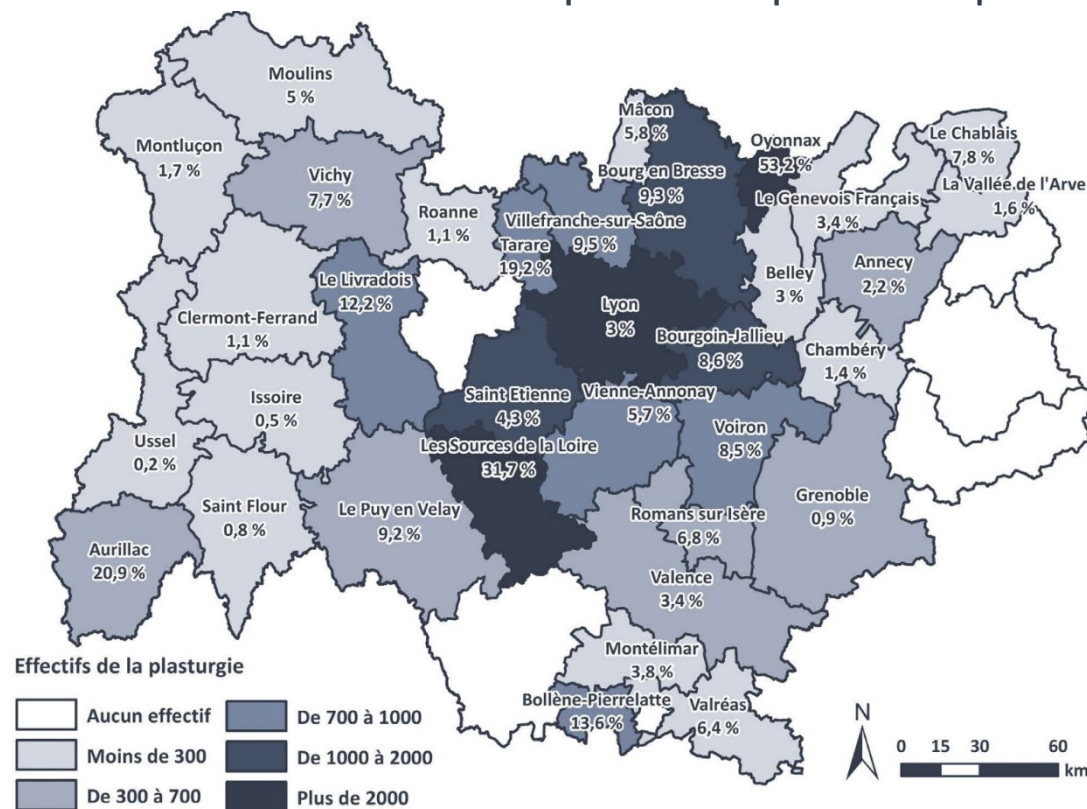 Moulins
5 %
Montluçon
1,7 %
Vichy
7,7 %
Mâcon
5,8 %
Oyonnax
53,2 %
Le Chablais
7,8 %
Bourg en Bresse
9,3 %
La Vallée de l'Arve
1,6 %
Le Genevois Français
3,4 %
Roanne
1,1 %
Villefranche-sur-Saône
9,5 %
Tarare
19,2 %
Annecy
2,2 %
Belley
3 %
Le Livradois
12,2 %
Clermont-Ferrand
1,1 %
Lyon
3 %
Bourgoin-Jallieu
8,6 %
Chambéry
1,4 %
Issoire
0,5 %
Saint Etienne
4,3 %
Vienne-Annonay
5,7 %
Voiron
8,5 %
Ussel
0,2 %
Les Sources de la Loire
31,7 %
Saint Flour
0,8 %
Le Puy en Velay
9,2 %
Romans sur Isère
6,8 %
Grenoble
0,9 %
Aurillac
20,9 %
Valence
3,4 %
Montélimar
3,8 %
Bollène-Pierrelatte
13,6 %
Valréas
6,4 %
Effectifs de la plasturgie
Aucun effectif
Moins de 300
De 300 à 700
De 700 à 1000
De 1000 à 2000
Plus de 2000
N
0 15 30 60
km